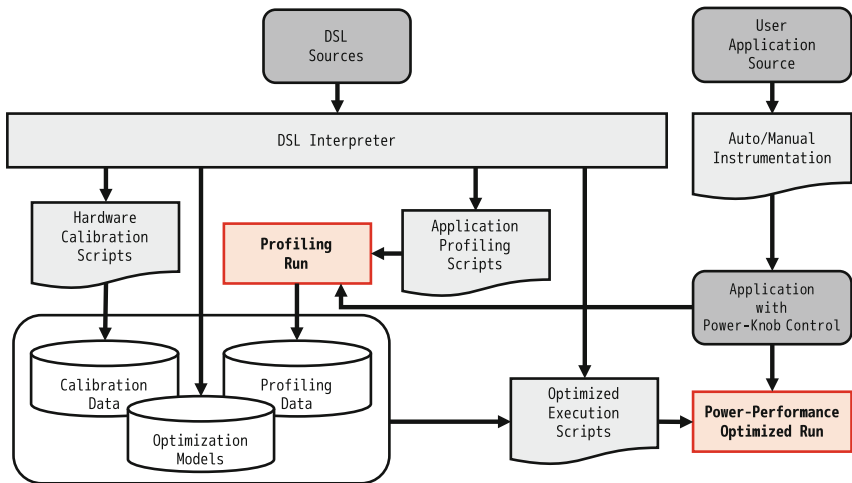 DSL
Sources
User
Application
Source
DSL Interpreter
Auto/Manual
Instrumentation
Hardware
Calibration
Scripts
Profiling
Run
Application
Profiling
Scripts
Application
with
Power-Knob Control
Calibration
Data
Profiling
Data
Optimization
Models
Optimized
Execution
Scripts
Power-Performance
Optimized Run